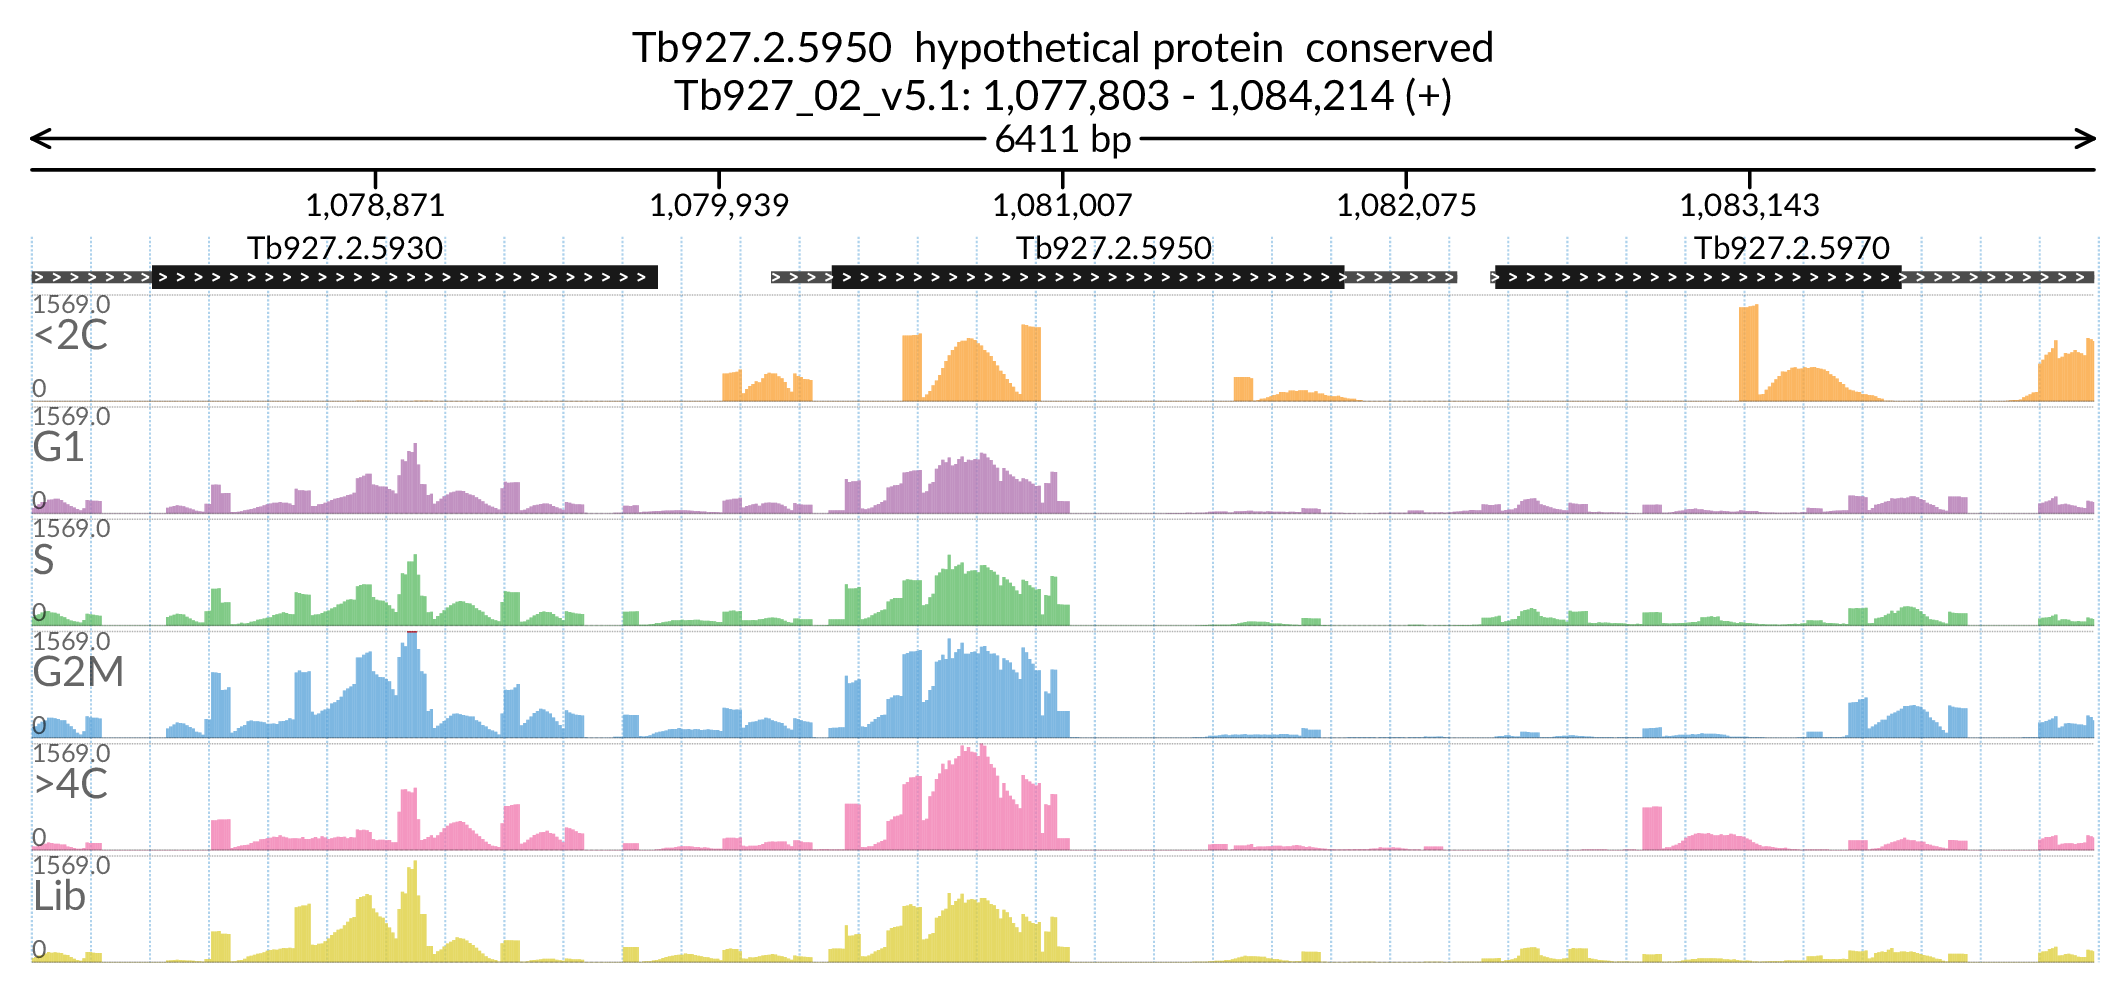 Tb927.2.5950  hypothetical protein  conserved
Tb927_02_v5.1: 1,077,803 - 1,084,214 (+)
6411 bp
1,078,871 1,079,939 1,081,007 1,082,075 1,083,143
Tb927.2.5930 Tb927.2.5950 Tb927.2.5970
1569.0
<2C
0
1569.0
G1
0
1569.0
S
0
1569.0
G2M
0
1569.0
>4C
0
1569.0
Lib
0